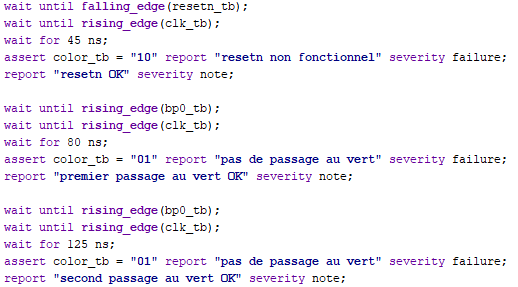 wait until falling_edge(resetn_tb);
wait until rising_edge(clk_tb);
wait for 45 ns;
assert color_tb = "10" report "resetn non fonctionnel" severity failure;
report "resetn OK" severity note;
wait until rising_edge(bp0_tb);
wait until rising_edge(clk_tb);
wait for 80 ns;
assert color_tb = "01" report "pas de passage au vert" severity failure;
report "premier passage au vert OK" severity note;
wait until rising_edge(bp0_tb);
wait until rising_edge(clk_tb);
wait for 125 ns;
assert color_tb = "01" report "pas de passage au vert" severity failure;
report "second passage au vert OK" severity note;